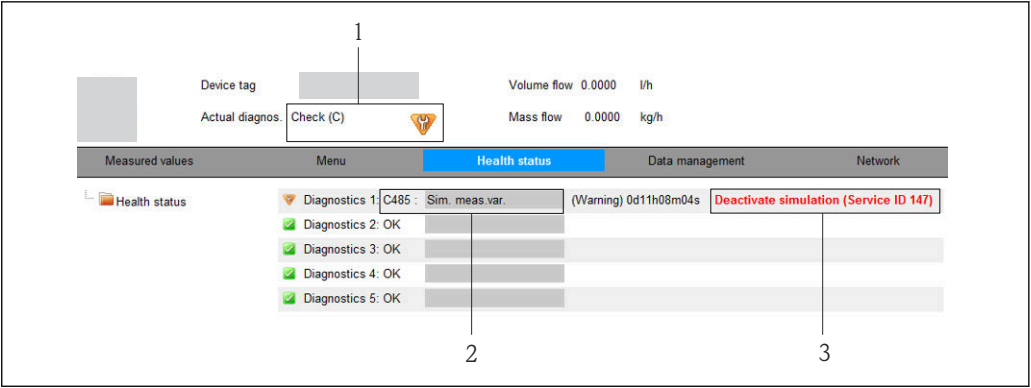 1
Device tag Volume flow 0.0000 l/h
Actual diagnos. Check (C) Mass flow 0.0000 kg/h
Measured values Menu Health status Data management Network
Health status Diagnostics 1: C485 : Sim. meas.var. (Warning) 0d11h08m04s Deactivate simulation (Service ID 147)
Diagnostics 2: OK
Diagnostics 3: OK
Diagnostics 4: OK
Diagnostics 5: OK
2 3